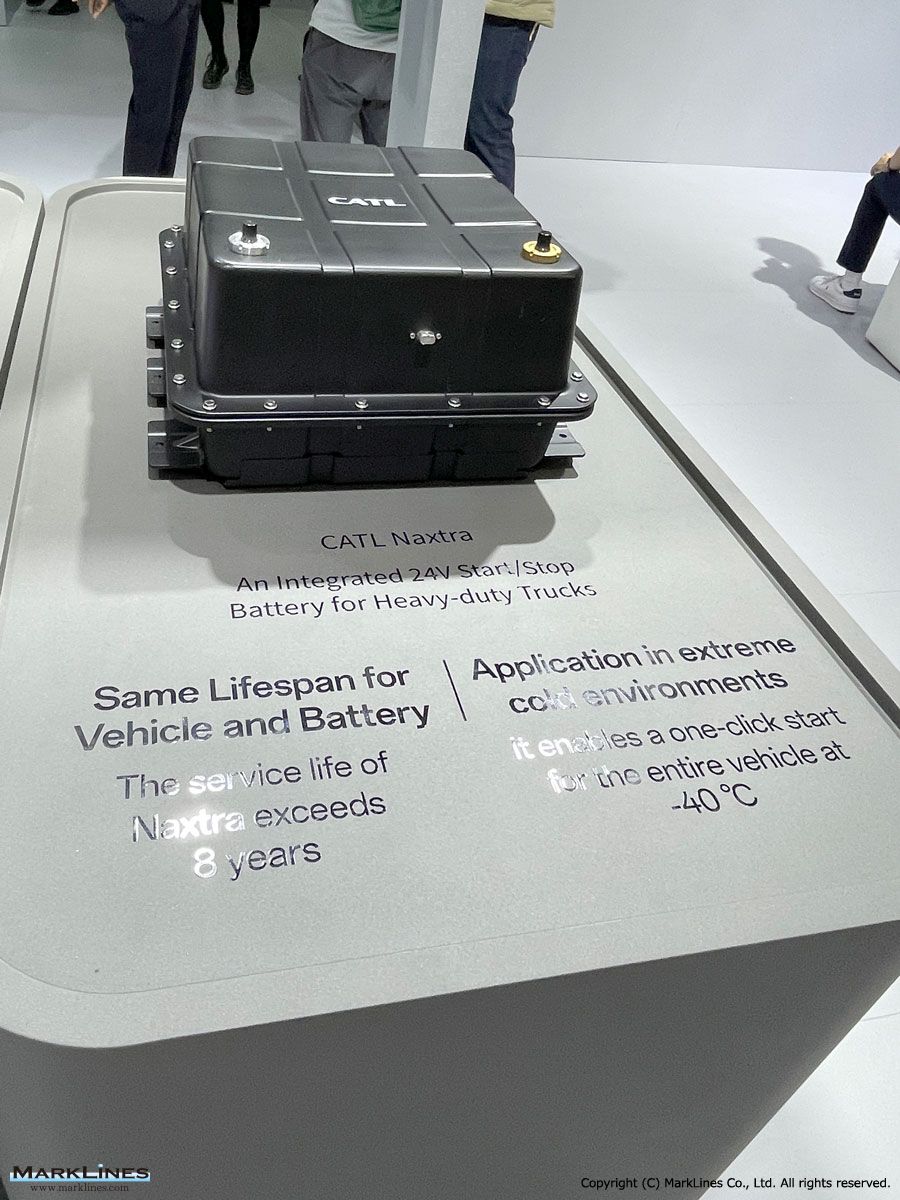 CATL
CATL Naxtra
An Integrated 24V Start/Stop
Battery for Heavy-duty Trucks
Same Lifespan for
Vehicle and Battery
The service life of
Naxtra exceeds
8 years
Application in extreme
cold environments
it enables a one-click start
for the entire vehicle at
-40℃
MARKLINES
www.marklines.com
Copyright (C) MarkLines Co., Ltd. All rights reserved.